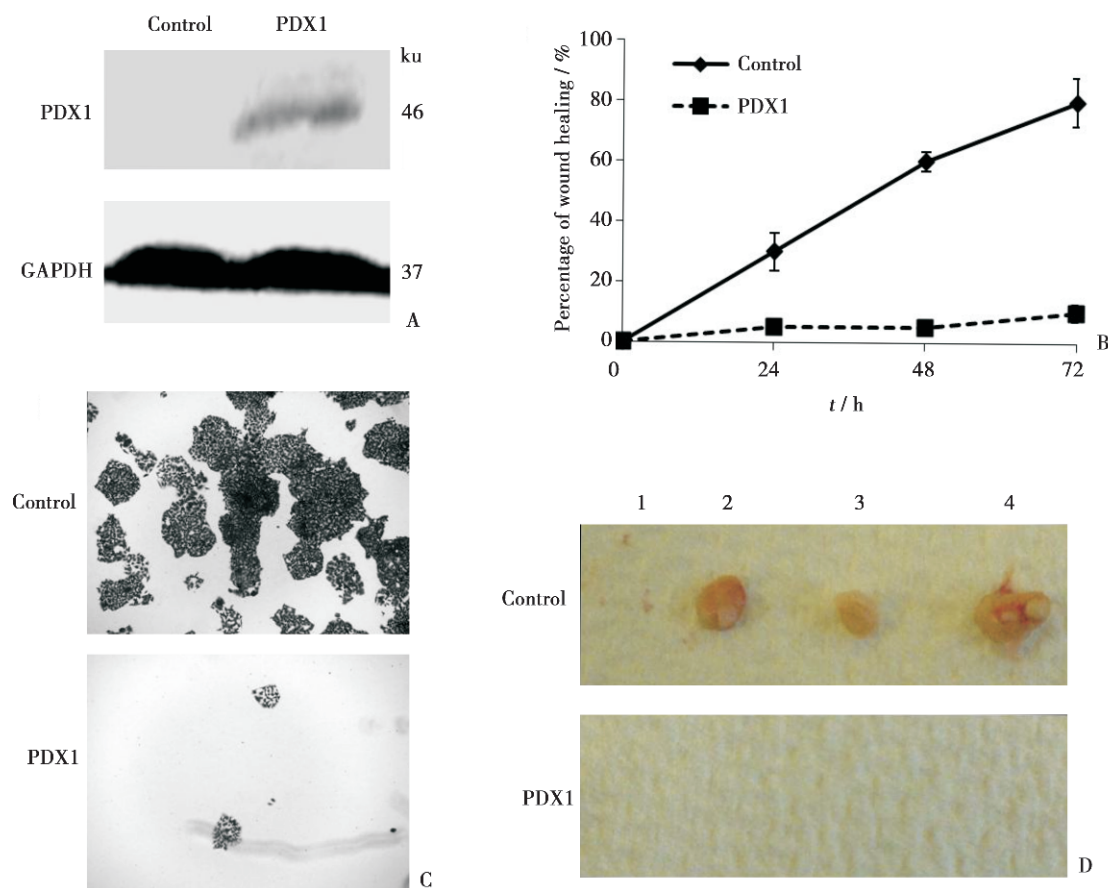 Control PDX1
ku
PDX1 46
GAPDH 37
A
Percentage of wound healing / %
100
80
60
40
20
0
Control
PDX1
0 24 48 72
t / h
B
Control
PDX1
C
1 2 3 4
Control
PDX1
D